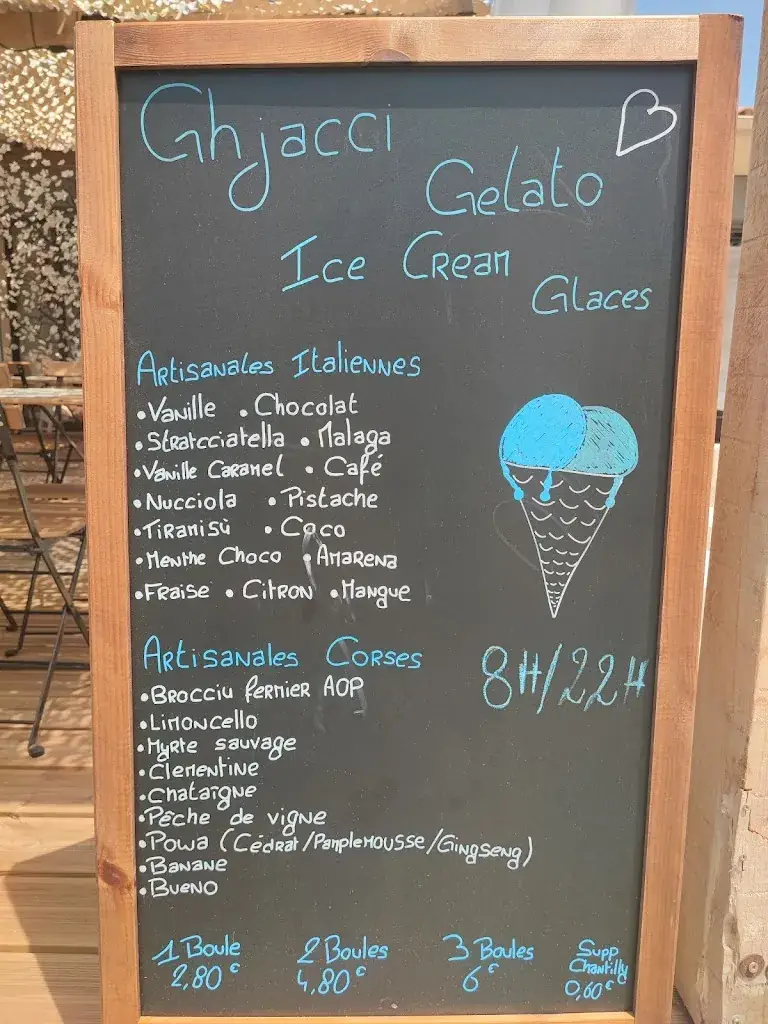 Ghjacci
Gelato
Ice Cream
Glaces
Artisanales Italiennes
•Vanille •Chocolat
•Stratcciatella •Malaga
•Vanille Caramel •Café
•Nucciola •Pistache
•Tiramisù •Coco
•Menthe Choco •Amarena
•Fraise •Citron •Mangue
Artisanales Corses
•Brocciu fermier AOP
•Limoncello
•Myrte sauvage
•Clementine
•Chataîgne
•Pêche de vigne
•Powa (Cédrat/Pamplemousse/Gingseng)
•Banane
•Bueno
8H/22H
1 Boule 2 Boules 3 Boules Supp Chantilly
2,80€ 4,80€ 6€ 0,60€